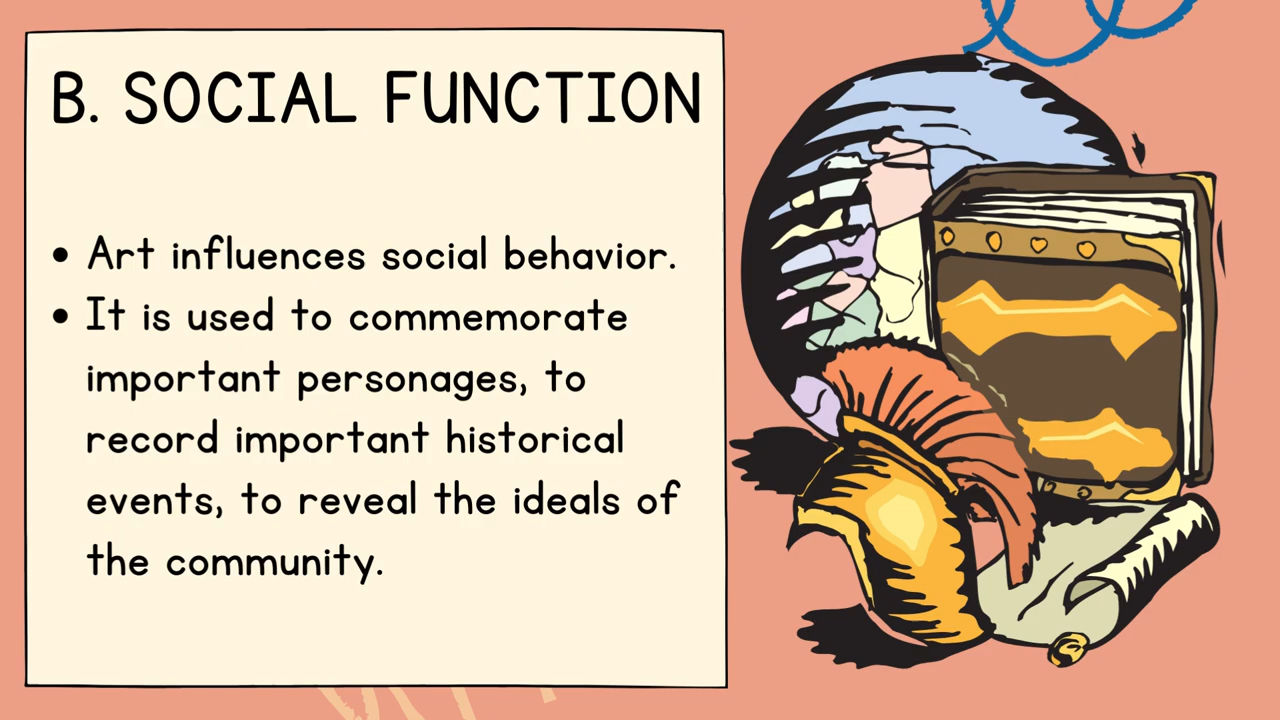 B. SOCIAL FUNCTION
• Art influences social behavior.
• It is used to commemorate
important personages, to
record important historical
events, to reveal the ideals of
the community.